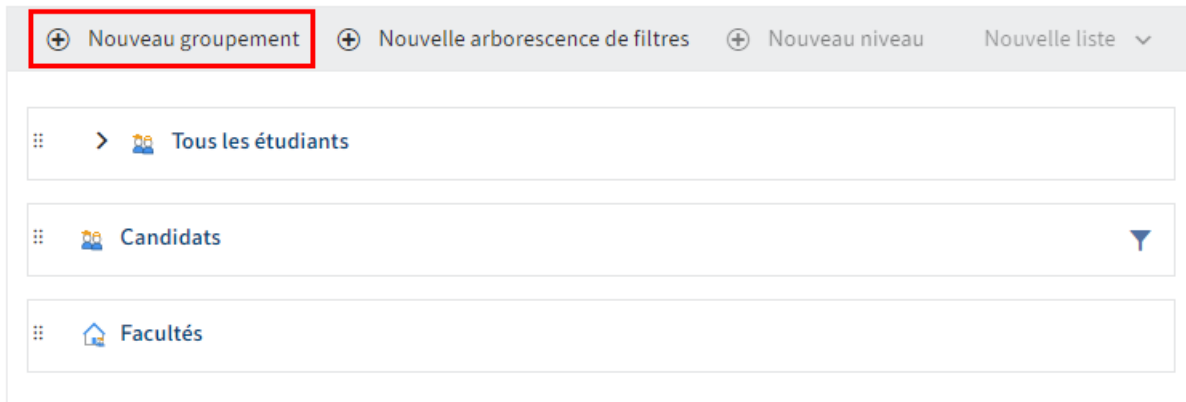 Nouveau groupement Nouvelle arborescence de filtres Nouveau niveau Nouvelle liste
Tous les étudiants
Candidats
Facultés